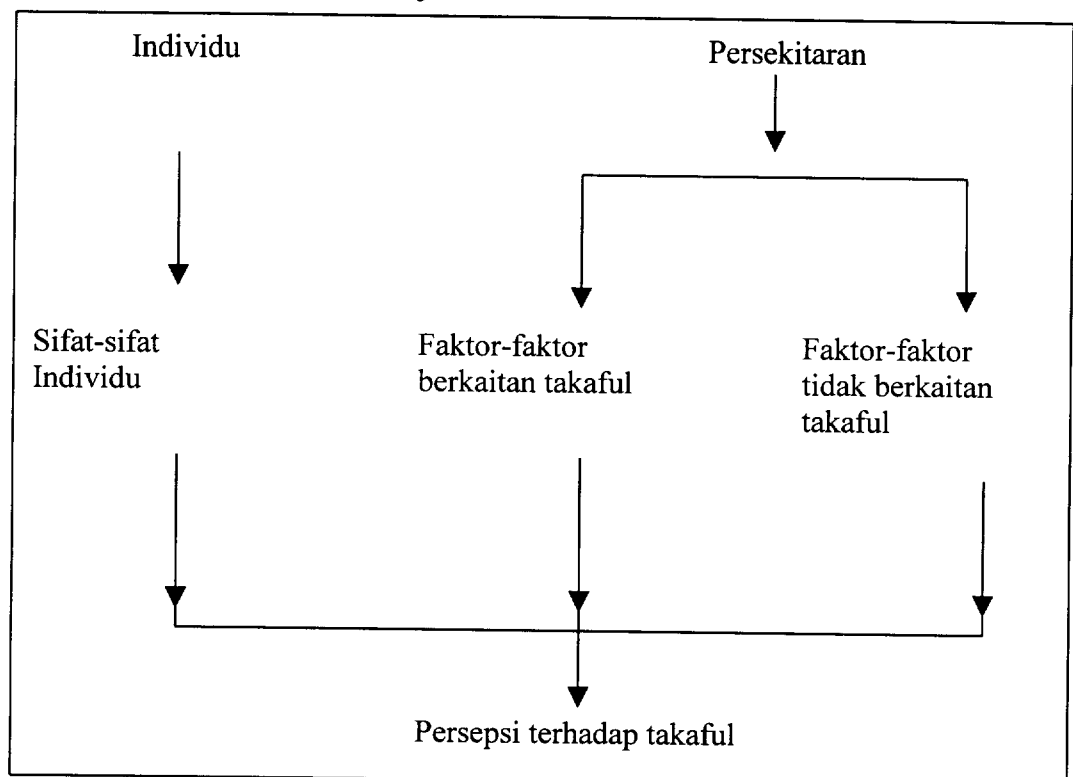 Individu
Persekitaran
Sifat-sifat
Individu
Faktor-faktor
berkaitan takaful
Faktor-faktor
tidak berkaitan
takaful
Persepsi terhadap takaful